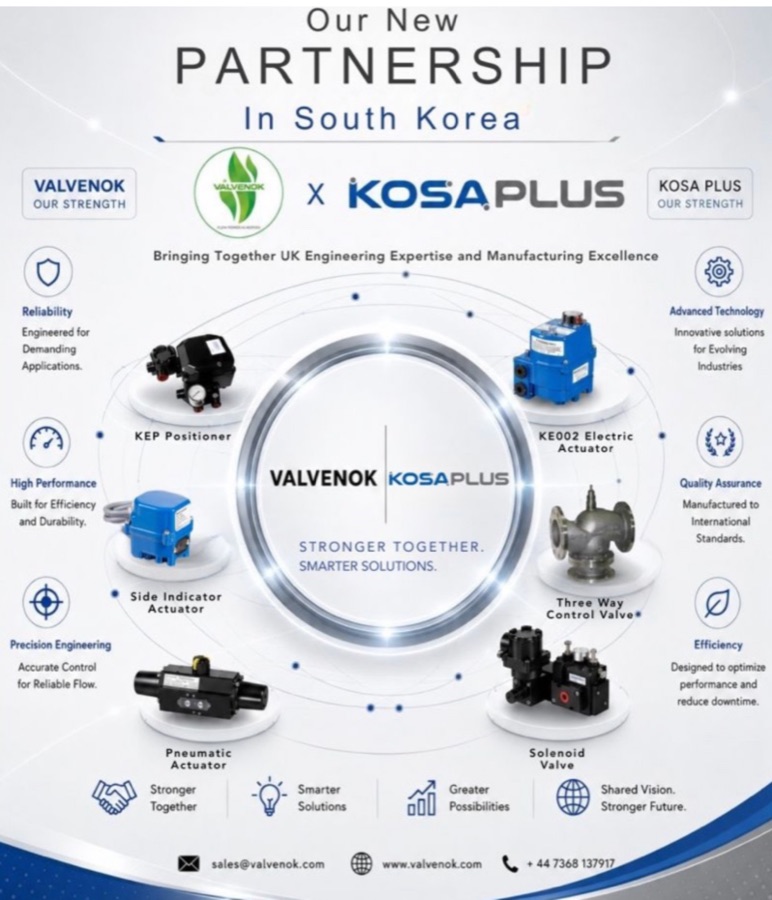 Our New
PARTNERSHIP
In South Korea
VALVENOK
OUR STRENGTH
VALVENOK
X
KOSAPLUS
KOSA PLUS
OUR STRENGTH
Bringing Together UK Engineering Expertise and Manufacturing Excellence
Reliability
Engineered for
Demanding
Applications.
High Performance
Built for Efficiency
and Durability.
Precision Engineering
Accurate Control
for Reliable Flow.
KEP Positioner
Side Indicator
Actuator
Pneumatic
Actuator
VALVENOK
KOSAPLUS
STRONGER TOGETHER.
SMARTER SOLUTIONS.
KE002 Electric
Actuator
Three Way
Control Valve
Solenoid
Valve
Advanced Technology
Innovative solutions
for Evolving
Industries
Quality Assurance
Manufactured to
International
Standards.
Efficiency
Designed to optimize
performance and
reduce downtime.
Stronger
Together
Smarter
Solutions
Greater
Possibilities
Shared Vision.
Stronger Future.
sales@valvenok.com
www.valvenok.com
+ 44 7368 137917